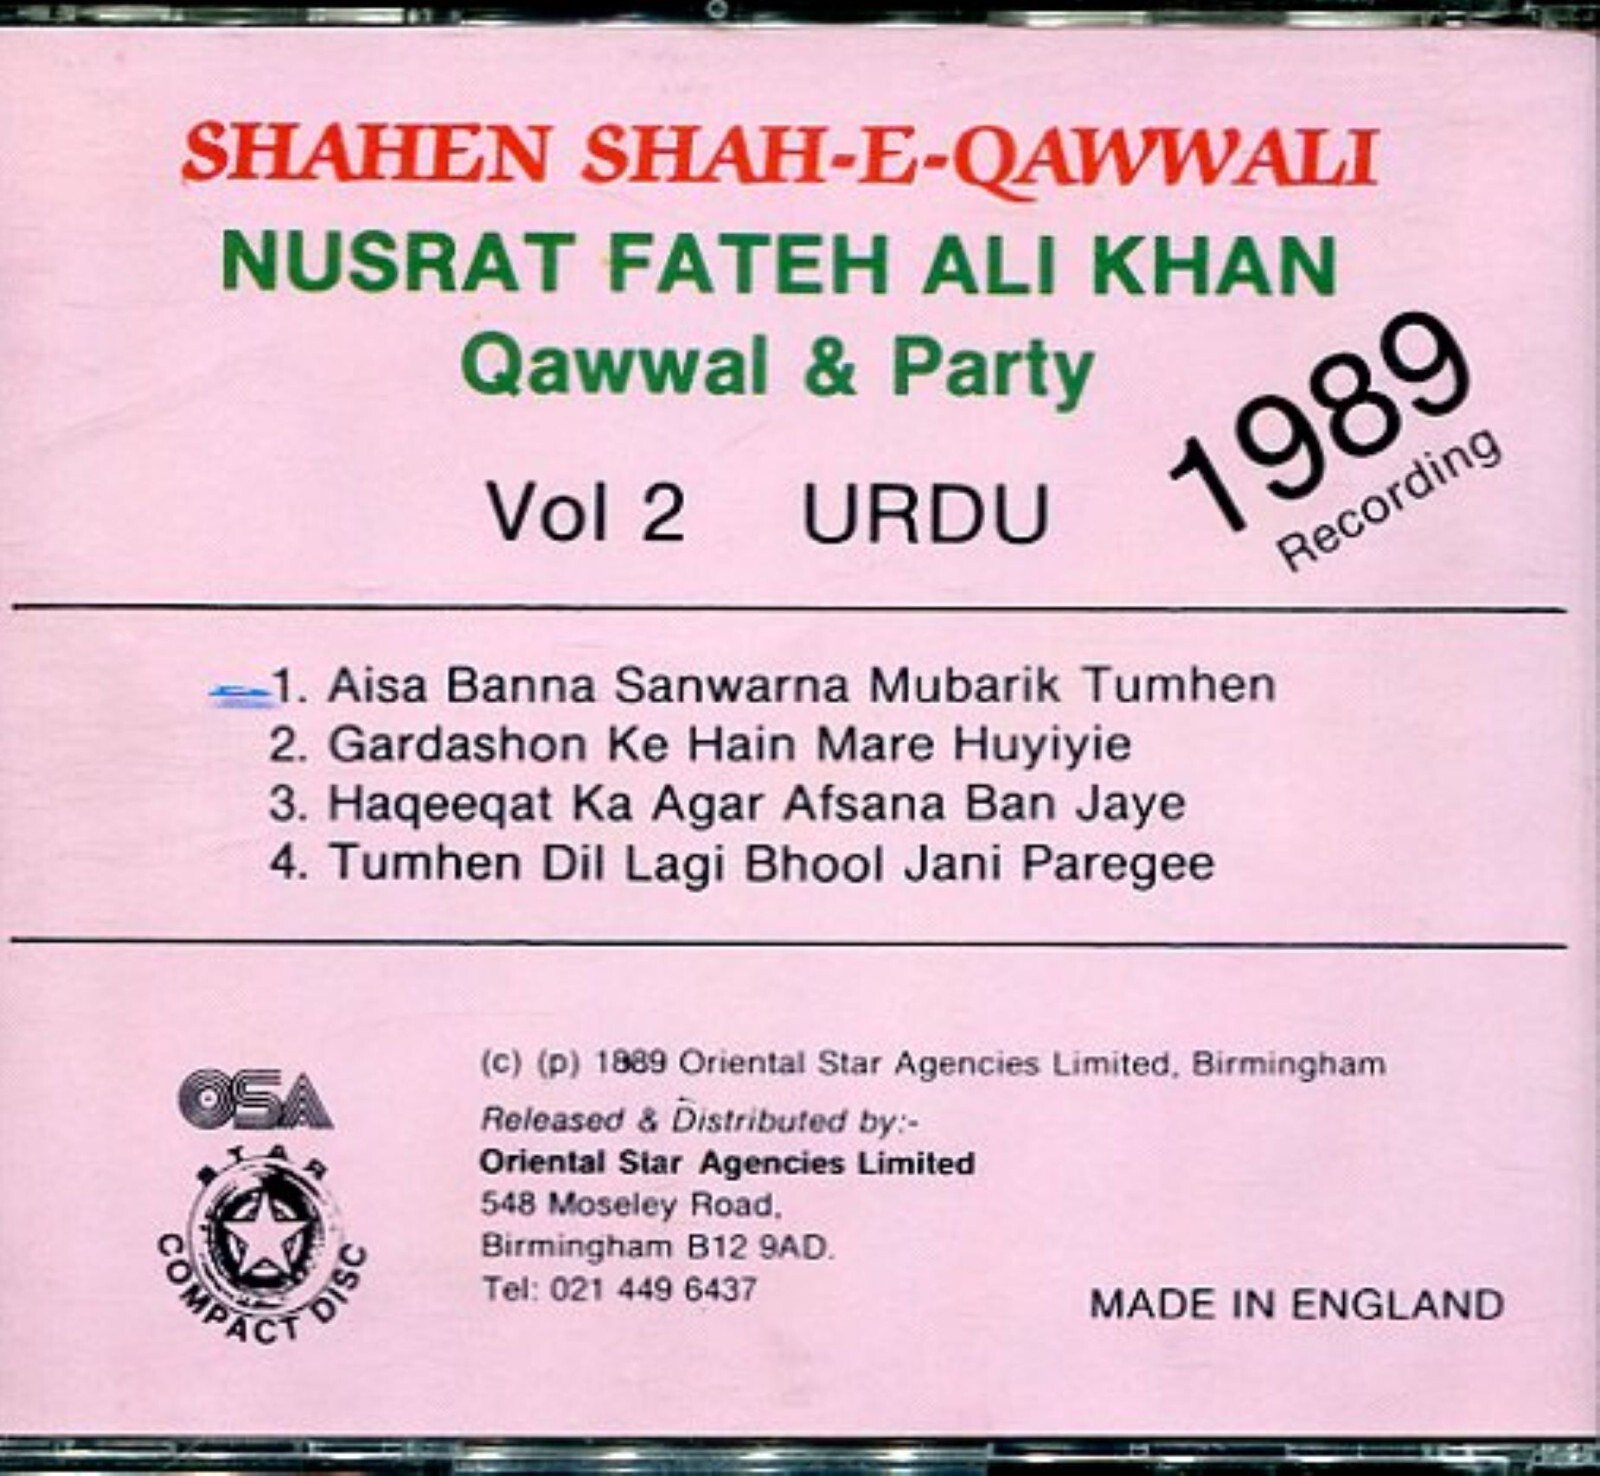 SHAHEN SHAH-E-QAWWALI
NUSRAT FATEH ALI KHAN
Qawwal & Party
1989
Recording
Vol 2 URDU
1. Aisa Banna Sanwarna Mubarik Tumhen
2. Gardashon Ke Hain Mare Huyiyie
3. Haqeeqat Ka Agar Afsana Ban Jaye
4. Tumhen Dil Lagi Bhool Jani Paregee
(c) (p) 1989 Oriental Star Agencies Limited, Birmingham
Released & Distributed by:-
Oriental Star Agencies Limited
548 Moseley Road,
Birmingham B12 9AD.
Tel: 021 449 6437
OSA
STAR
COMPACT DISC
MADE IN ENGLAND